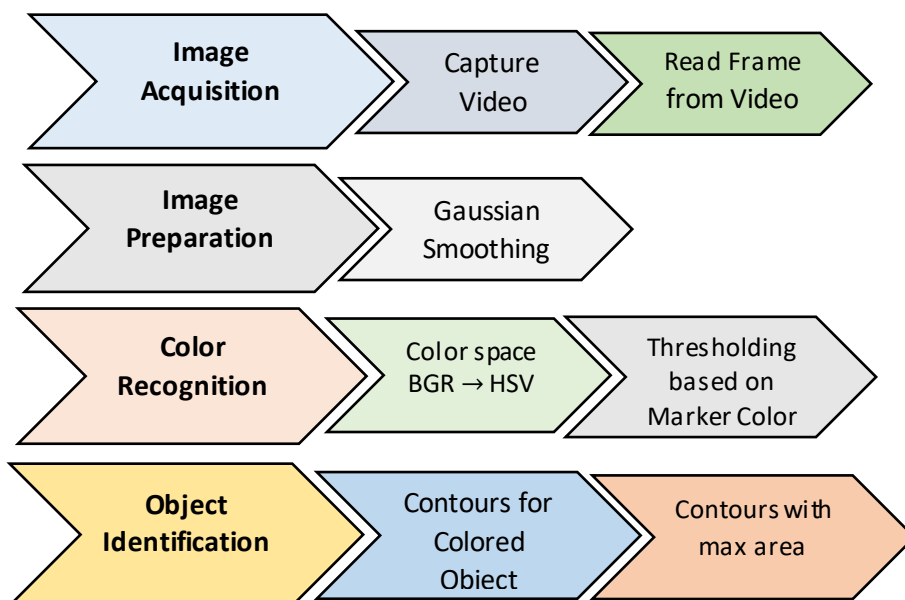 Image
Acquisition
Capture
Video
Read Frame
from Video
Image
Preparation
Gaussian
Smoothing
Color
Recognition
Color space
BGR → HSV
Thresholding
based on
Marker Color
Object
Identification
Contours for
Colored
Object
Contours with
max area